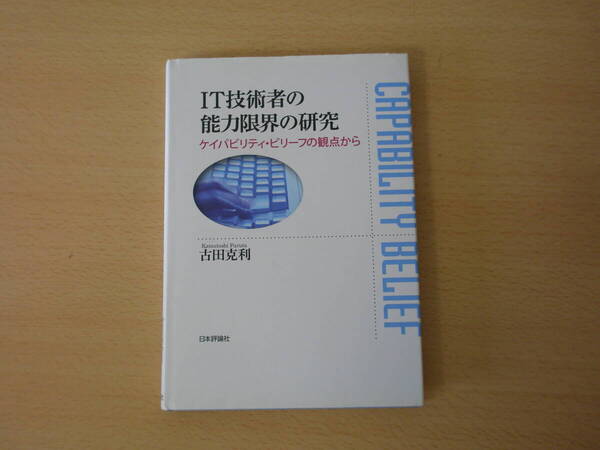 IT技術者の
能力限界の研究
ケイパビリティ・ビリーフの観点から
CAPABILITY BELIEF
Katsutoshi Furuta
古田克利
日本評論社